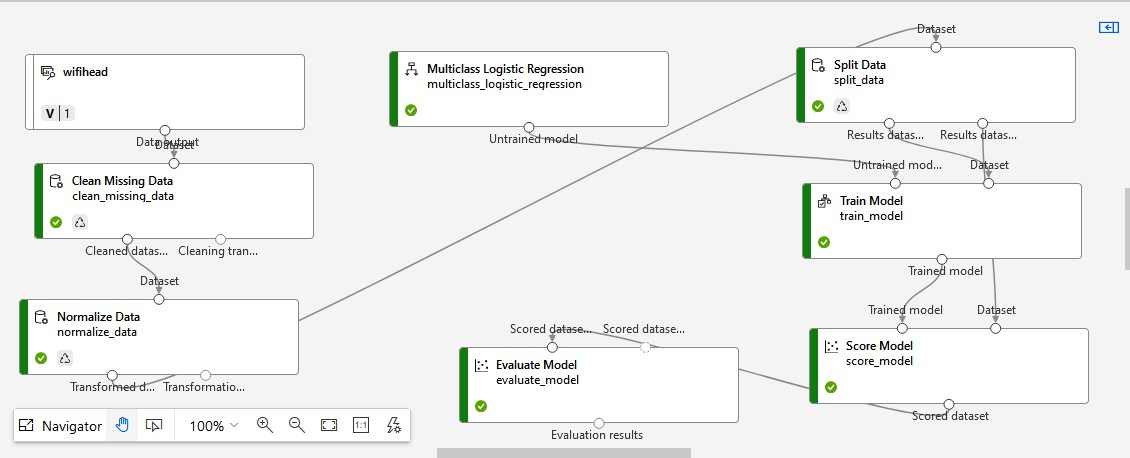 wifihead
V 1
Data output
Dataset
Clean Missing Data
clean_missing_data
Cleaned datas...
Cleaning tran...
Dataset
Normalize Data
normalize_data
Transformed d...
Transformatio...
Multiclass Logistic Regression
multiclass_logistic_regression
Untrained model
Dataset
Split Data
split_data
Results datas...
Results datas...
Untrained mod...
Dataset
Train Model
train_model
Trained model
Trained model
Dataset
Score Model
score_model
Scored dataset
Scored datase...
Scored datase...
Evaluate Model
evaluate_model
Evaluation results
Navigator
100%
1:1